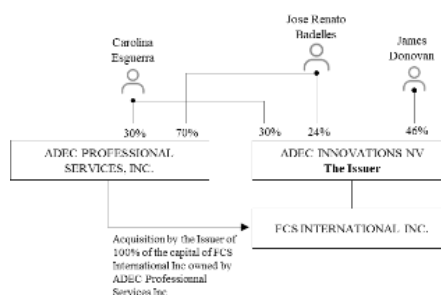 Jose Renato
Badelles
Carolina
Esguerra
James
Donovan
30%
70%
30%
24%
46%
ADEC PROFESSIONAL
SERVICES, INC.
ADEC INNOVATIONS NV
The Issuer
FCS INTERNATIONAL INC.
Acquisition by the Issuer of
100% of the capital of FCS
International Inc owned by
ADEC Professionnal
Services Inc